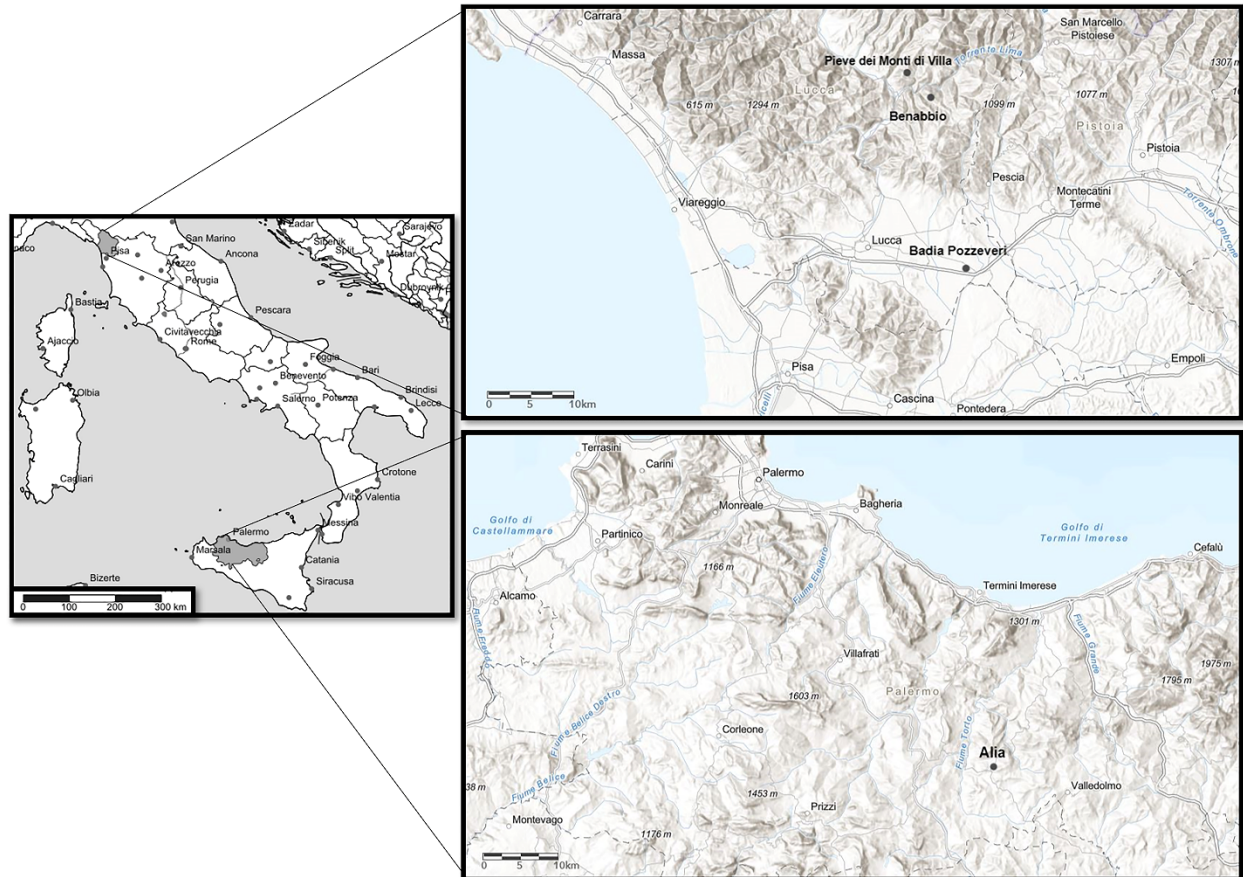 Zadar
Sarajevo
San Marino
Sibenik
Split
Mostar
Pisa
Ancona
Arezzo
Perugia
Dubrovnik
Bastia
Pescara
Civitavecchia
Rome
Ajaccio
Foggia
Bari
Benevento
Olbia
Salerno
Potenza
Brindisi
Lecce
Crotone
Cagliari
Vibo Valentia
Messina
Palermo
Marsala
Catania
Bizerte
Siracusa
0 100 200 300 km
Carrara
San Marcello
Pistoiese
Massa
Pieve dei Monti di Villa
Torrente Lima
1307 m
Lucca
615 m
1294 m
Benabbio
1099 m
1077 m
Pistoia
Pistoia
Pescia
Montecatini
Terme
Torrente Ombrone
Viareggio
Lucca
Badia Pozzeveri
Pisa
Empoli
Cascina
Pontedera
0 5 10km
Terrasini
Carini
Palermo
Monreale
Bagheria
Golfo di
Castellammare
Partinico
Golfo di
Termini Imerese
Cefalù
1166 m
Fiume Eleutero
Termini Imerese
Alcamo
1301 m
Fiume Freddo
Fiume Grande
Villafrati
1975 m
1795 m
Palermo
1603 m
Fiume Belice Destro
Corleone
Fiume Torto
Alia
Fiume Belice
38 m
1453 m
Valledolmo
Prizzi
Montevago
1176 m
0 5 10km